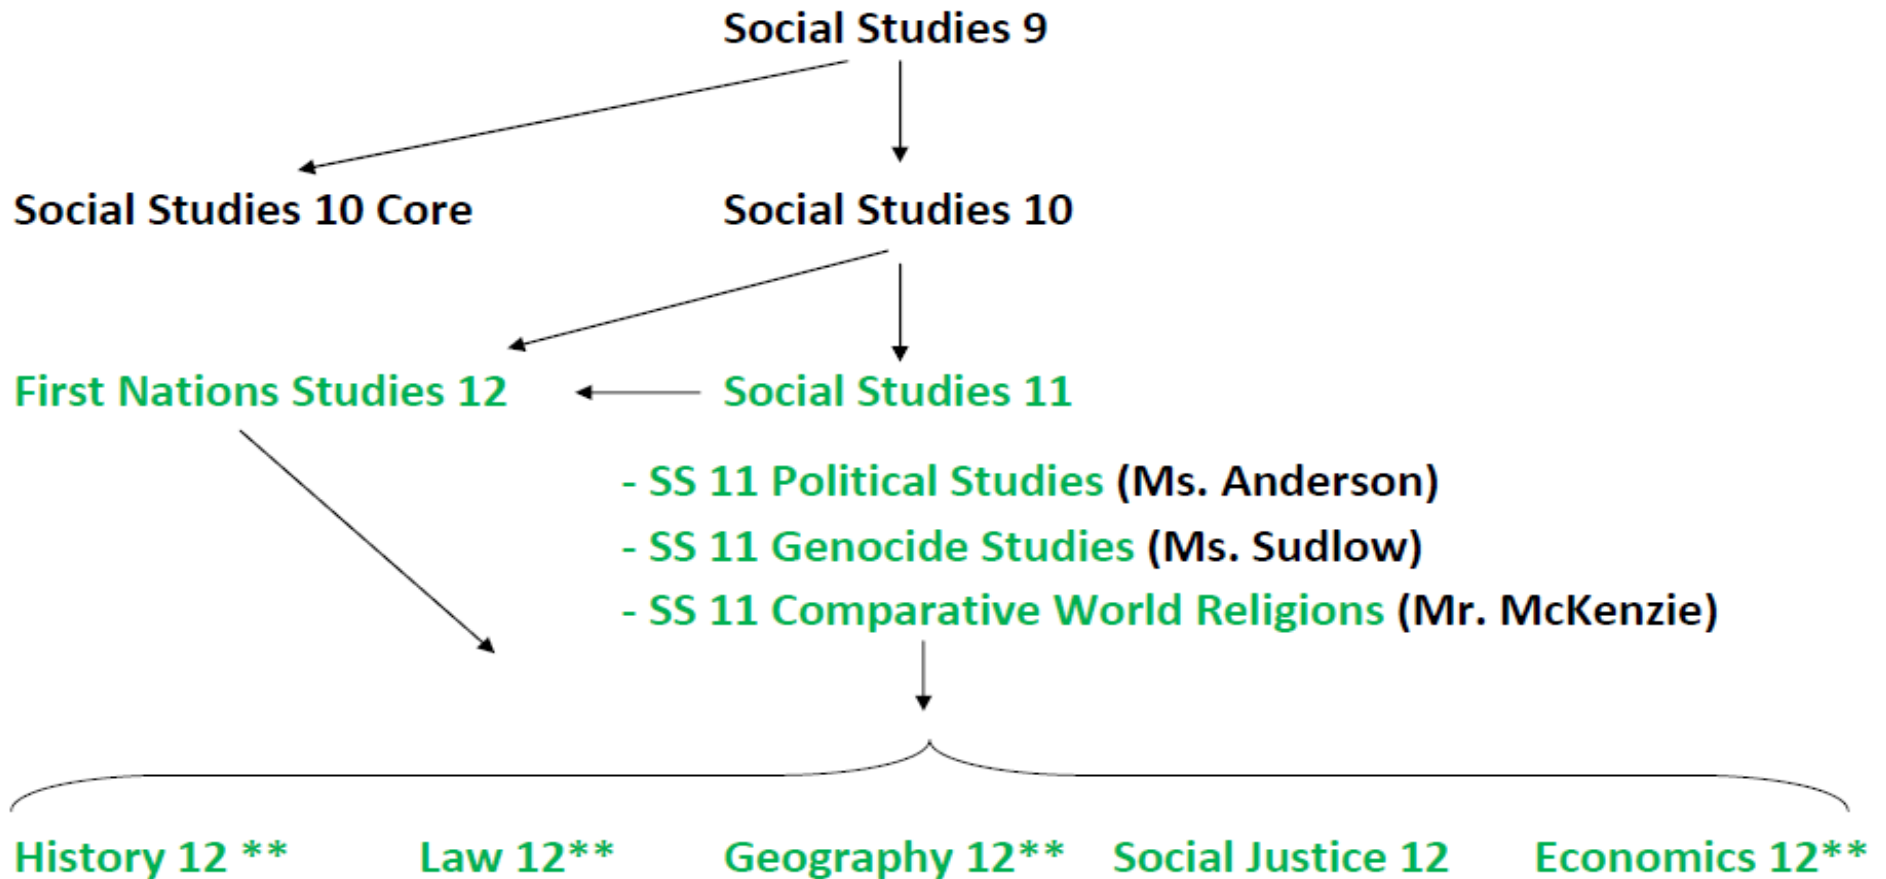 Social Studies 9
Social Studies 10 Core
Social Studies 10
First Nations Studies 12
Social Studies 11
- SS 11 Political Studies (Ms. Anderson)
- SS 11 Genocide Studies (Ms. Sudlow)
- SS 11 Comparative World Religions (Mr. McKenzie)
History 12 **
Law 12**
Geography 12**
Social Justice 12
Economics 12**